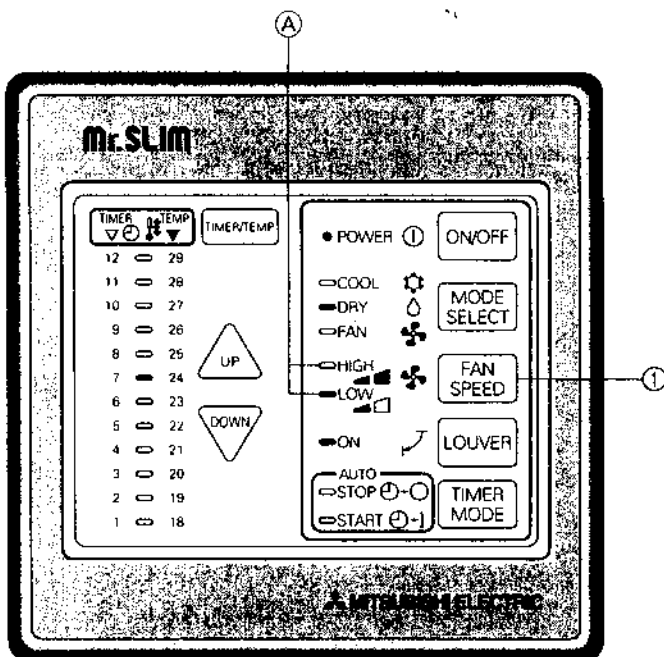 A
Mr.SLIM
TIMER TEMP
TIMER/TEMP
12 29
11 28
10 27
9 26
8 25
7 24
6 23
5 22
4 21
3 20
2 19
1 18
UP
DOWN
POWER
ON/OFF
COOL
DRY
FAN
MODE
SELECT
HIGH
LOW
FAN
SPEED
1
ON
LOUVER
AUTO
STOP
START
TIMER
MODE
MITSUBISHI ELECTRIC